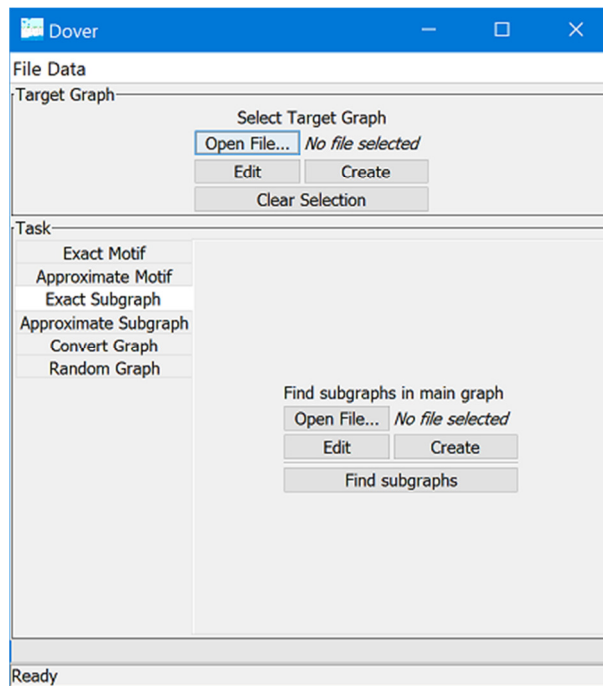 Dover
File Data
Target Graph
Select Target Graph
Open File... No file selected
Edit Create
Clear Selection
Task
Exact Motif
Approximate Motif
Exact Subgraph
Approximate Subgraph
Convert Graph
Random Graph
Find subgraphs in main graph
Open File... No file selected
Edit Create
Find subgraphs
Ready